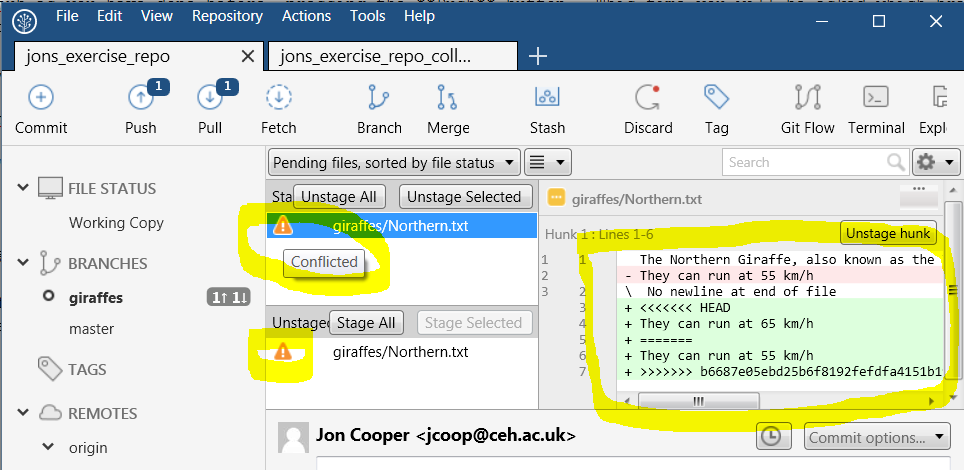 File Edit View Repository Actions Tools Help
jons_exercise_repo
jons_exercise_repo_coll...
1 1
Commit Push Pull Fetch Branch Merge Stash Discard Tag Git Flow Terminal Expl
Pending files, sorted by file status
Search
FILE STATUS
Working Copy
BRANCHES
giraffes 1↑ 1↓
master
TAGS
REMOTES
origin
Sta Unstage All Unstage Selected
giraffes/Northern.txt
Conflicted
Unstaged Stage All Stage Selected
giraffes/Northern.txt
giraffes/Northern.txt
Hunk 1 : Lines 1-6 Unstage hunk
1 1 The Northern Giraffe, also known as the
2 - They can run at 55 km/h
3 2 \ No newline at end of file
3 + <<<<<<< HEAD
4 + They can run at 65 km/h
5 + =======
6 + They can run at 55 km/h
7 + >>>>>>> b6687e05ebd25b6f8192fefdfa4151b1
Jon Cooper <jcoop@ceh.ac.uk>
Commit options...